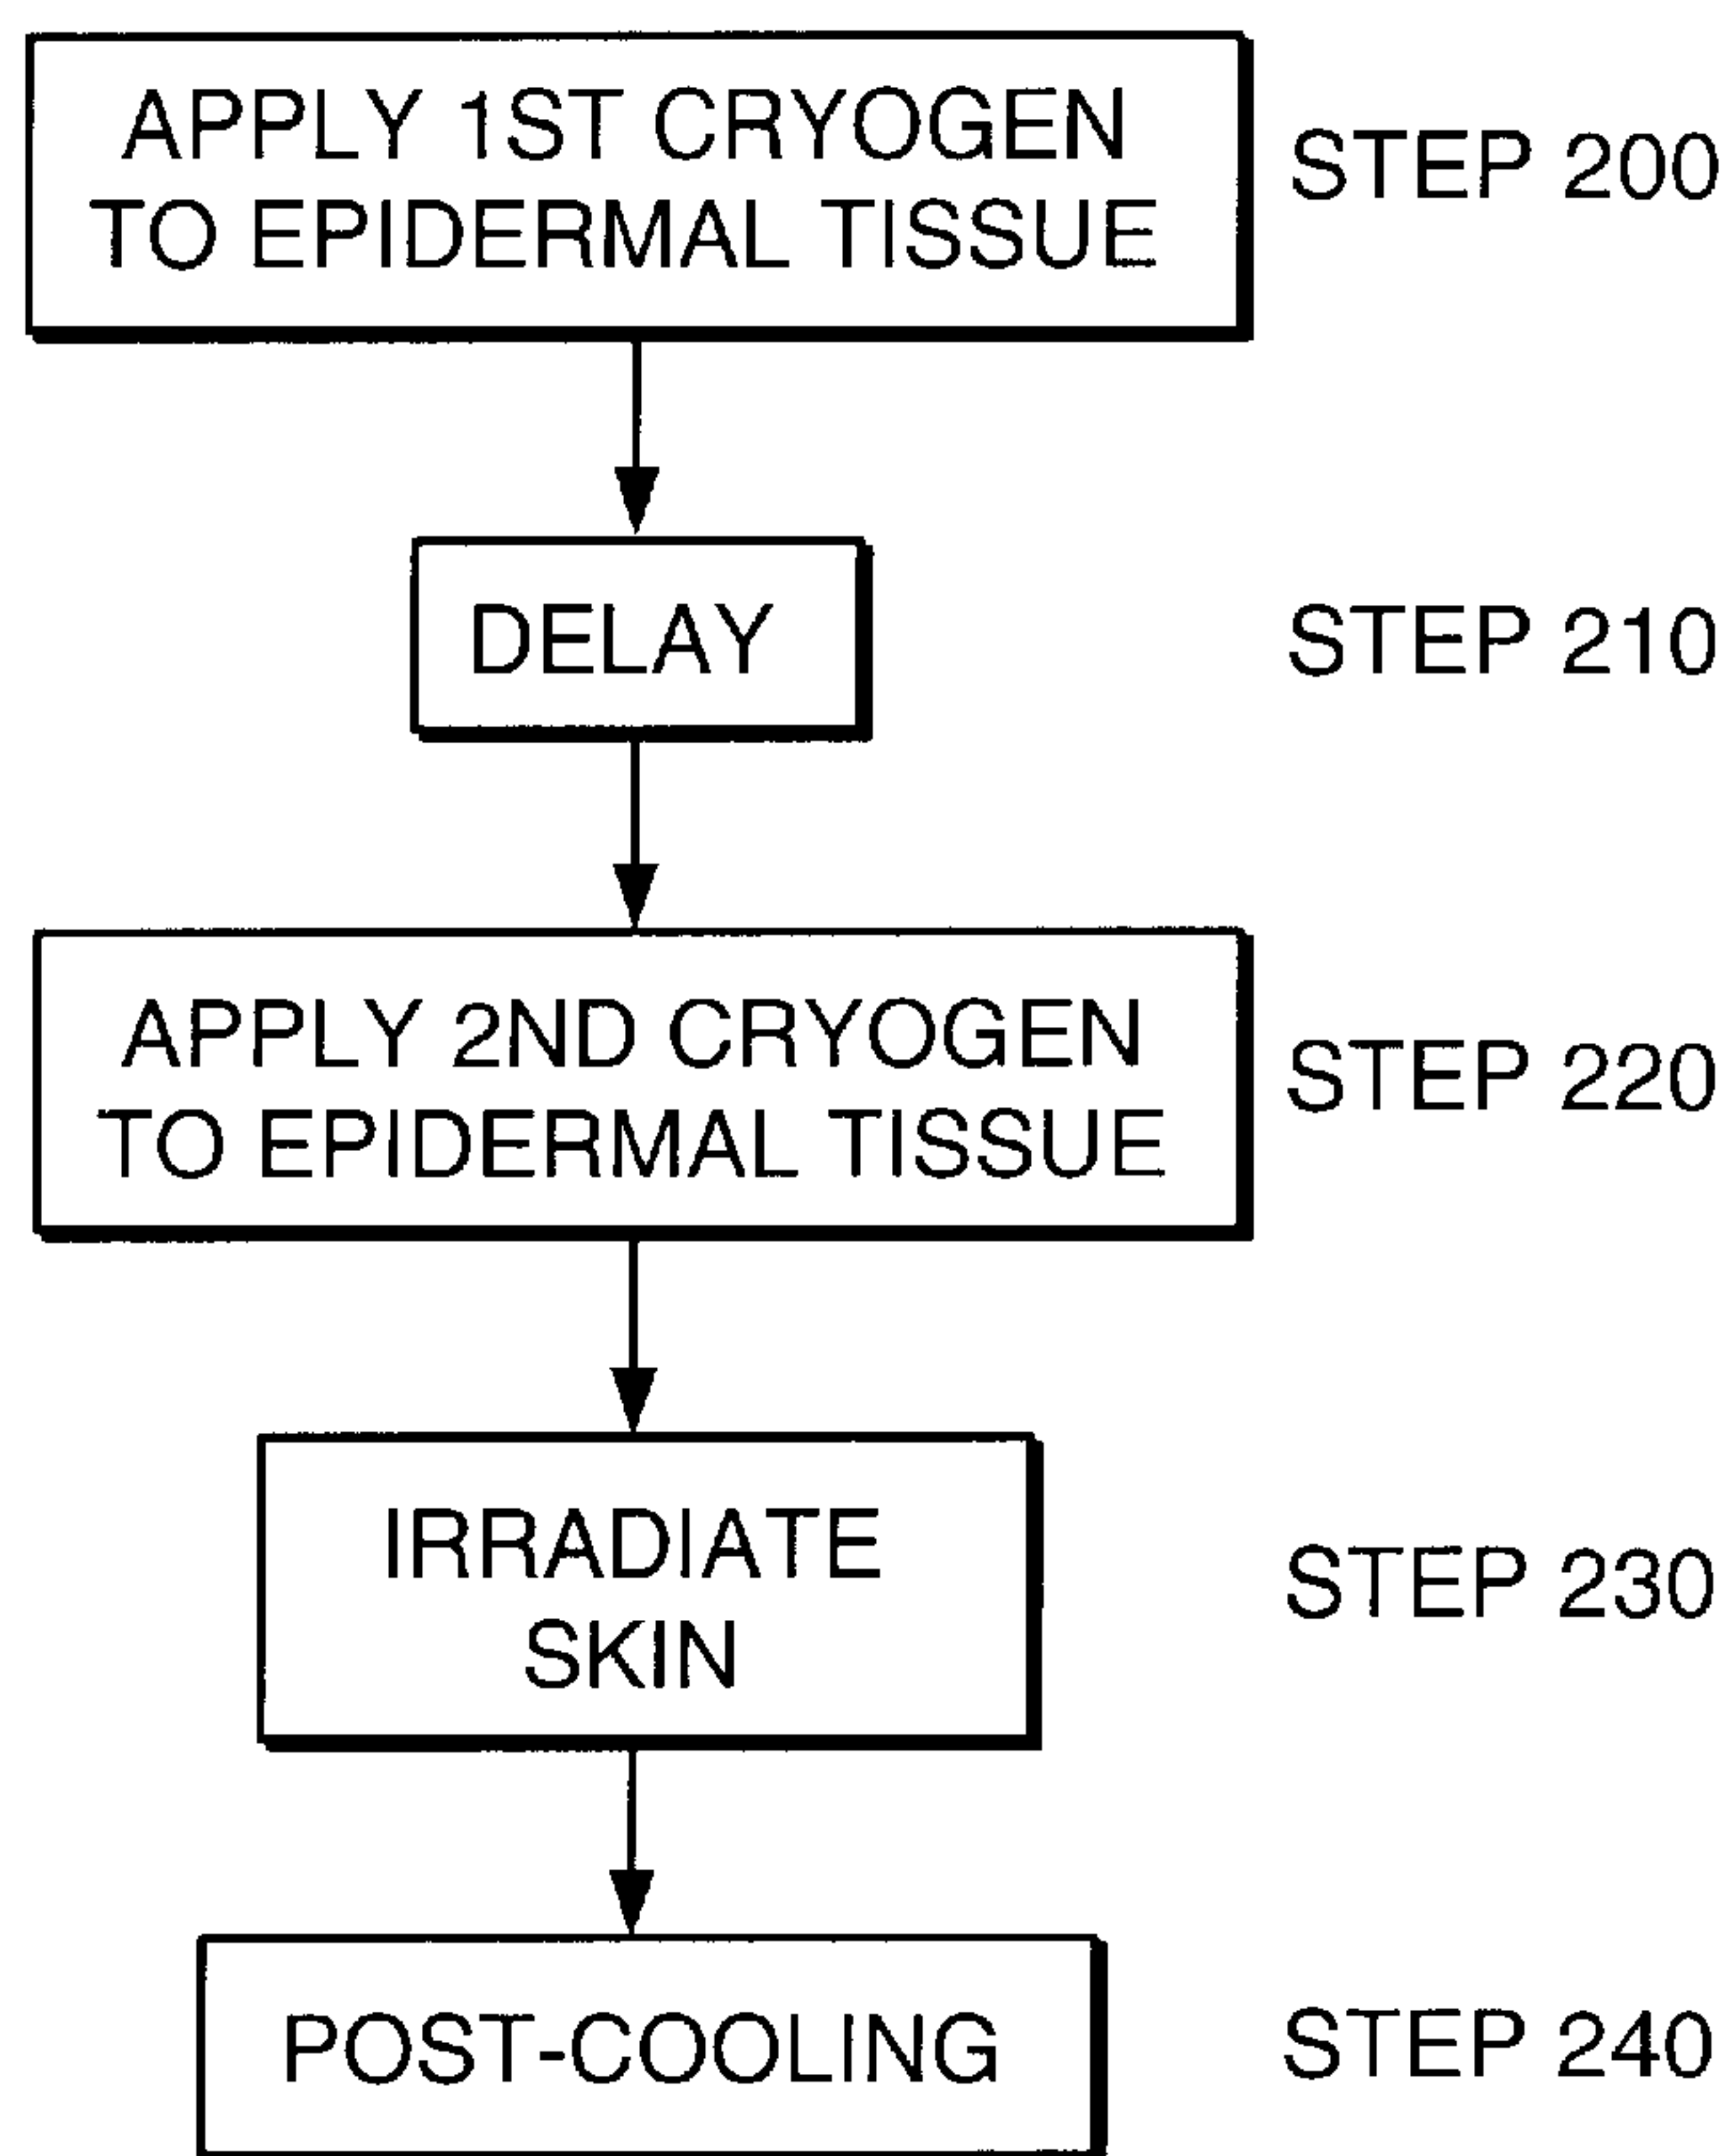 APPLY 1ST CRYOGEN
TO EPIDERMAL TISSUE
STEP 200
DELAY
STEP 210
APPLY 2ND CRYOGEN
TO EPIDERMAL TISSUE
STEP 220
IRRADIATE
SKIN
STEP 230
POST-COOLING
STEP 240